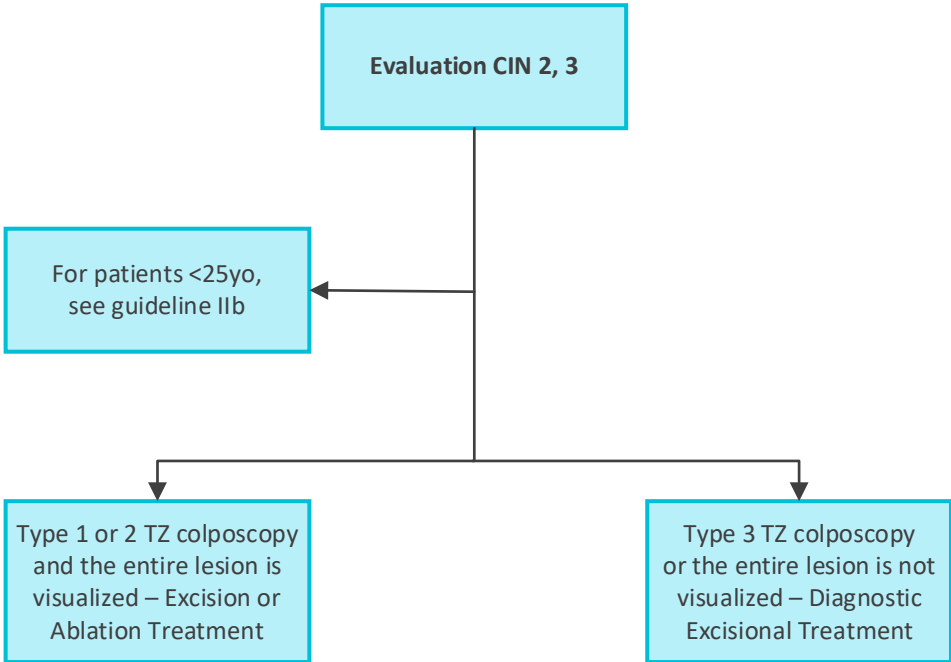 Evaluation CIN 2, 3
For patients <25yo,
see guideline IIb
Type 1 or 2 TZ colposcopy
and the entire lesion is
visualized – Excision or
Ablation Treatment
Type 3 TZ colposcopy
or the entire lesion is not
visualized – Diagnostic
Excisional Treatment